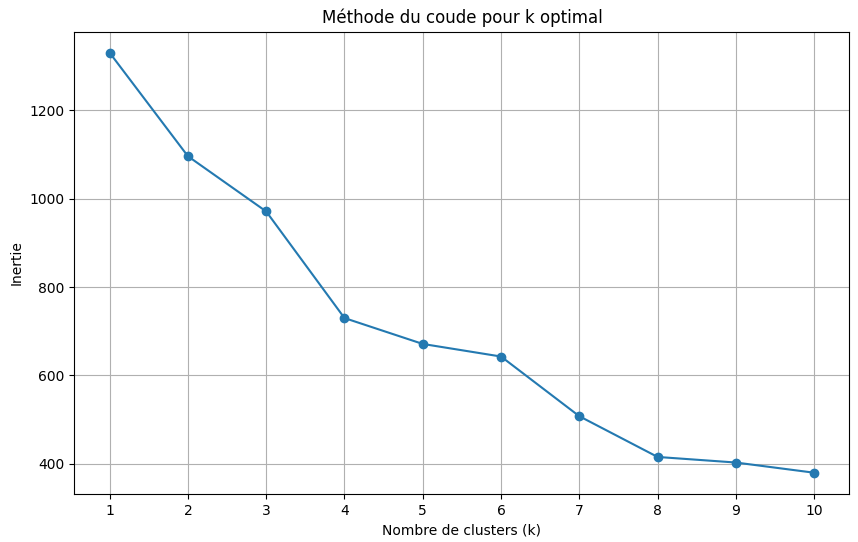 Méthode du coude pour k optimal
1200
1000
800
600
400
Inertie
1 2 3 4 5 6 7 8 9 10
Nombre de clusters (k)